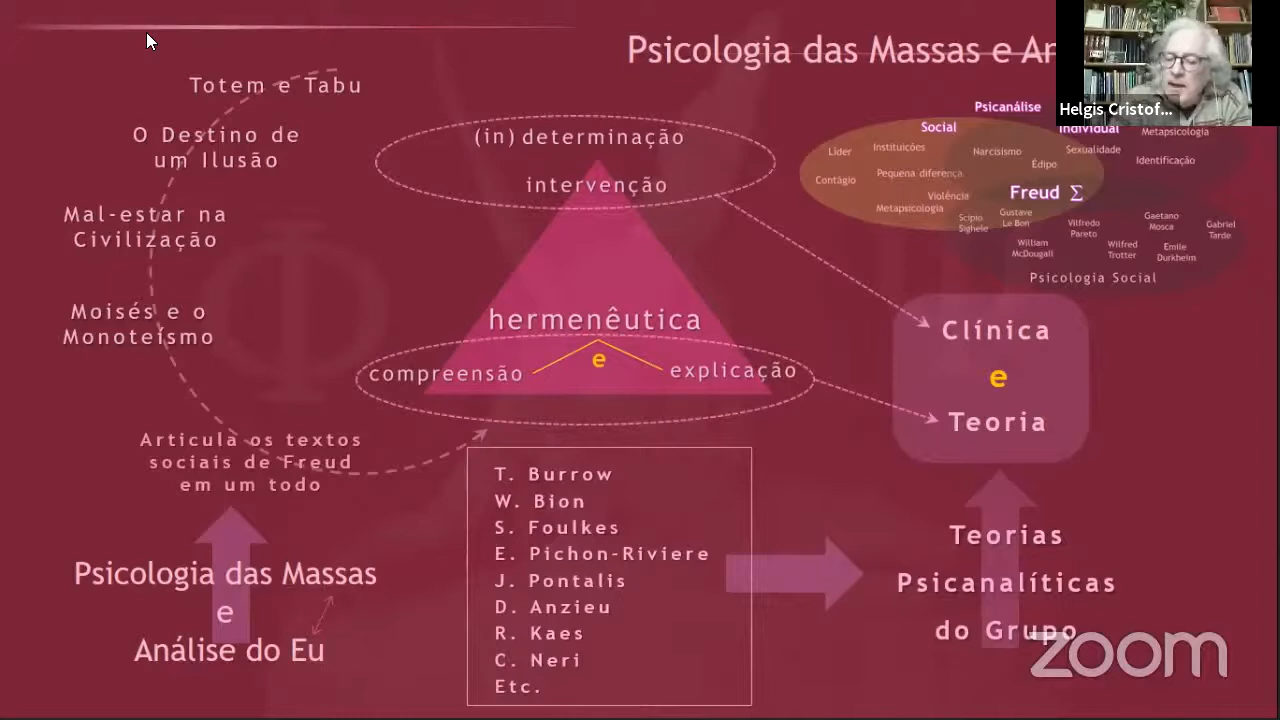 Psicologia das Massas e An
Helgis Cristof...
Totem e Tabu
O Destino de
um Ilusão
Mal-estar na
Civilização
Moisés e o
Monoteísmo
Articula os textos
sociais de Freud
em um todo
Psicologia das Massas
e
Análise do Eu
(in) determinação
intervenção
hermenêutica
e
compreensão
explicação
T. Burrow
W. Bion
S. Foulkes
E. Pichon-Riviere
J. Pontalis
D. Anzieu
R. Kaes
C. Neri
Etc.
Psicanálise
Social
Individual
Metapsicologia
Líder
Instituições
Narcisismo
Sexualidade
Édipo
Identificação
Contágio
Pequena diferença
Violência
Freud Σ
Metapsicologia
Scipio
Sighele
Gustave
Le Bon
Vilfredo
Pareto
Gaetano
Mosca
Gabriel
Tarde
William
McDougall
Wilfred
Trotter
Emile
Durkheim
Psicologia Social
Clínica
e
Teoria
Teorias
Psicanalíticas
do Grupo
zoom